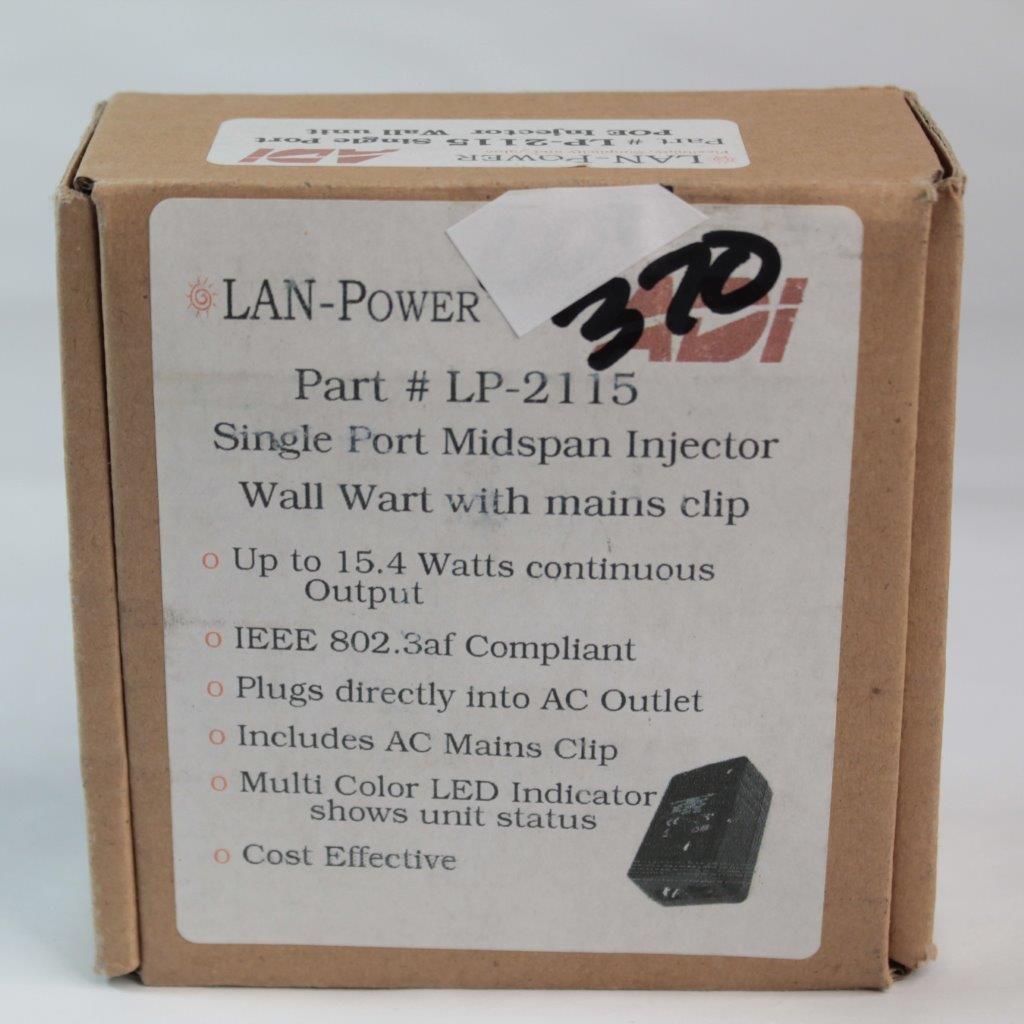 LAN-POWER
ADI
Part # LP-2115 Single Port
POE Injector Wall unit
LAN-POWER
370
ADI
Part # LP-2115
Single Port Midspan Injector
Wall Wart with mains clip
o Up to 15.4 Watts continuous
Output
o IEEE 802.3af Compliant
o Plugs directly into AC Outlet
o Includes AC Mains Clip
o Multi Color LED Indicator
shows unit status
o Cost Effective